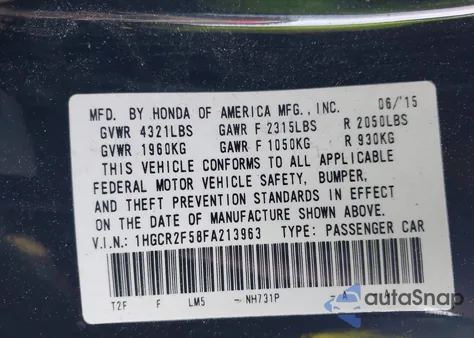 MFD. BY HONDA OF AMERICA MFG., INC. 06/'15
GVWR 4321LBS GAWR F 2315LBS R 2050LBS
GVWR 1960KG GAWR F 1050KG R 930KG
THIS VEHICLE CONFORMS TO ALL APPLICABLE
FEDERAL MOTOR VEHICLE SAFETY, BUMPER,
AND THEFT PREVENTION STANDARDS IN EFFECT
ON THE DATE OF MANUFACTURE SHOWN ABOVE.
V.I.N. 1HGCR2F58FA213963 TYPE: PASSENGER CAR
T2F F LM5 - NH731P A
autoSnap